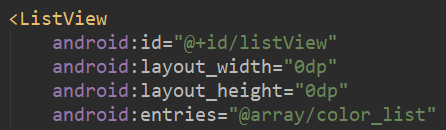 <ListView
android:id="@+id/listView"
android:layout_width="0dp"
android:layout_height="0dp"
android:entries="@array/color_list"